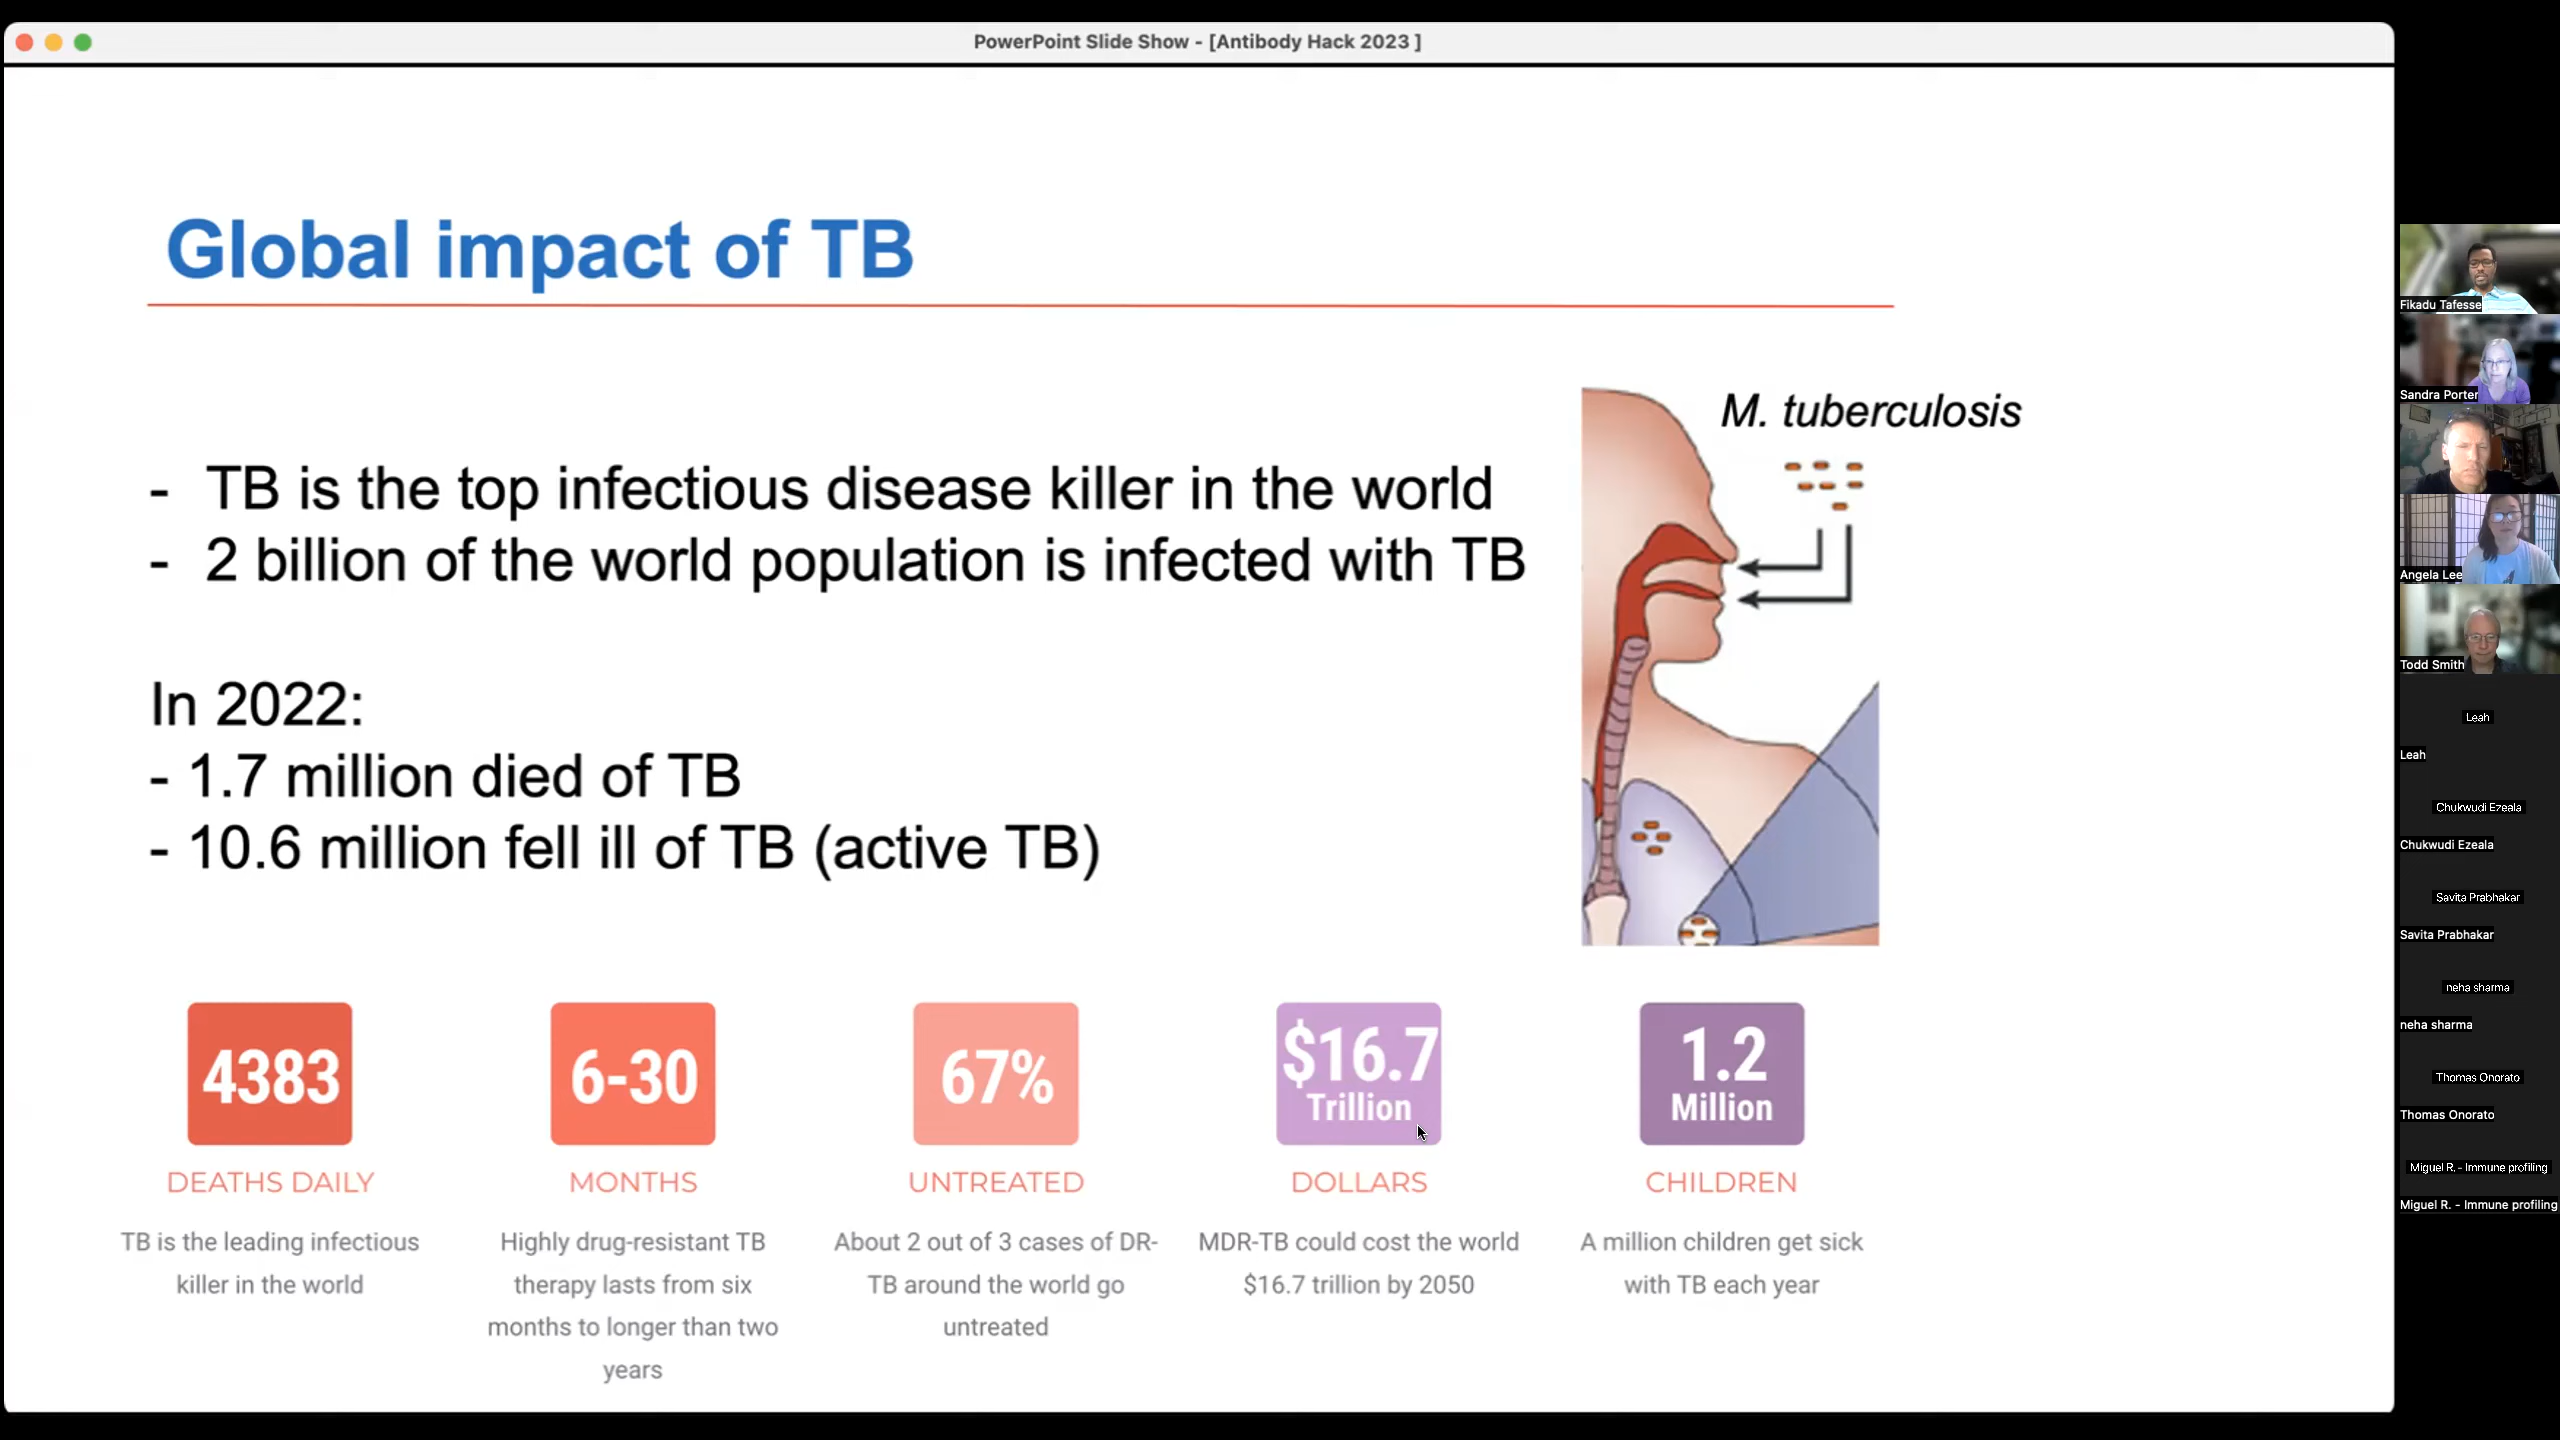 PowerPoint Slide Show - [Antibody Hack 2023 ]
Global impact of TB
- TB is the top infectious disease killer in the world
- 2 billion of the world population is infected with TB
In 2022:
- 1.7 million died of TB
- 10.6 million fell ill of TB (active TB)
M. tuberculosis
4383
DEATHS DAILY
TB is the leading infectious
killer in the world
6-30
MONTHS
Highly drug-resistant TB
therapy lasts from six
months to longer than two
years
67%
UNTREATED
About 2 out of 3 cases of DR-
TB around the world go
untreated
$16.7
Trillion
DOLLARS
MDR-TB could cost the world
$16.7 trillion by 2050
1.2
Million
CHILDREN
A million children get sick
with TB each year
Fikadu Tafesse
Sandra Porter
Angela Lee
Todd Smith
Leah
Leah
Chukwudi Ezeala
Chukwudi Ezeala
Savita Prabhakar
Savita Prabhakar
neha sharma
neha sharma
Thomas Onorato
Thomas Onorato
Miguel R. - Immune profiling
Miguel R. - Immune profiling